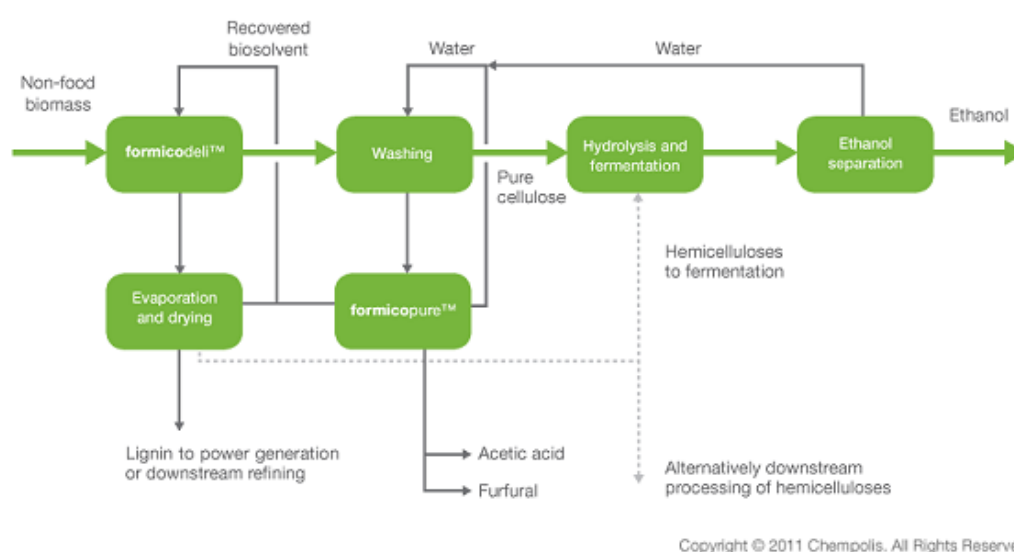 Recovered
biosolvent
Water
Water
Non-food
biomass
Ethanol
formicodeli™
Washing
Hydrolysis and
fermentation
Ethanol
separation
Pure
cellulose
Hemicelluloses
to fermentation
Evaporation
and drying
formicopure™
Lignin to power generation
or downstream refining
Acetic acid
Furfural
Alternatively downstream
processing of hemicelluloses
Copyright © 2011 Chempolis. All Rights Reserve